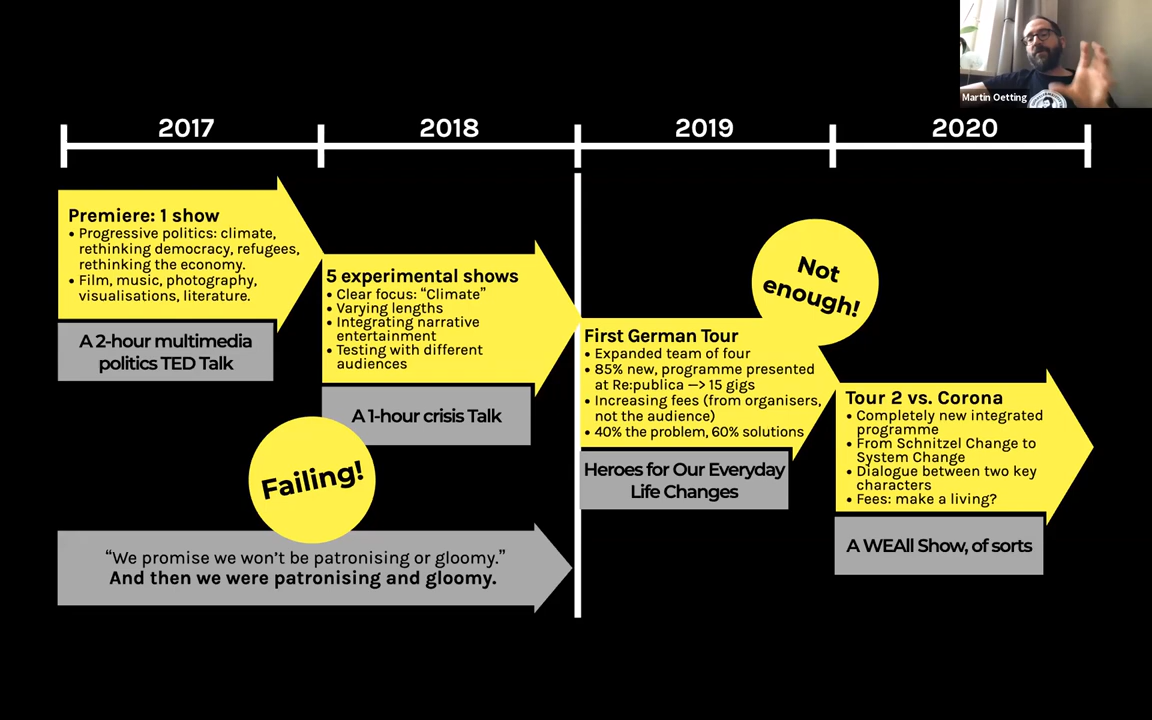 Martin Oetting
2017
2018
2019
2020
Premiere: 1 show
• Progressive politics: climate,
rethinking democracy, refugees,
rethinking the economy.
• Film, music, photography,
visualisations, literature.
A 2-hour multimedia
politics TED Talk
5 experimental shows
• Clear focus: “Climate”
• Varying lengths
• Integrating narrative
entertainment
• Testing with different
audiences
A 1-hour crisis Talk
Failing!
“We promise we won’t be patronising or gloomy.”
And then we were patronising and gloomy.
Not
enough!
First German Tour
• Expanded team of four
• 85% new, programme presented
at Re:publica —> 15 gigs
• Increasing fees (from organisers,
not the audience)
• 40% the problem, 60% solutions
Heroes for Our Everyday
Life Changes
Tour 2 vs. Corona
• Completely new integrated
programme
• From Schnitzel Change to
System Change
• Dialogue between two key
characters
• Fees: make a living?
A WEAll Show, of sorts